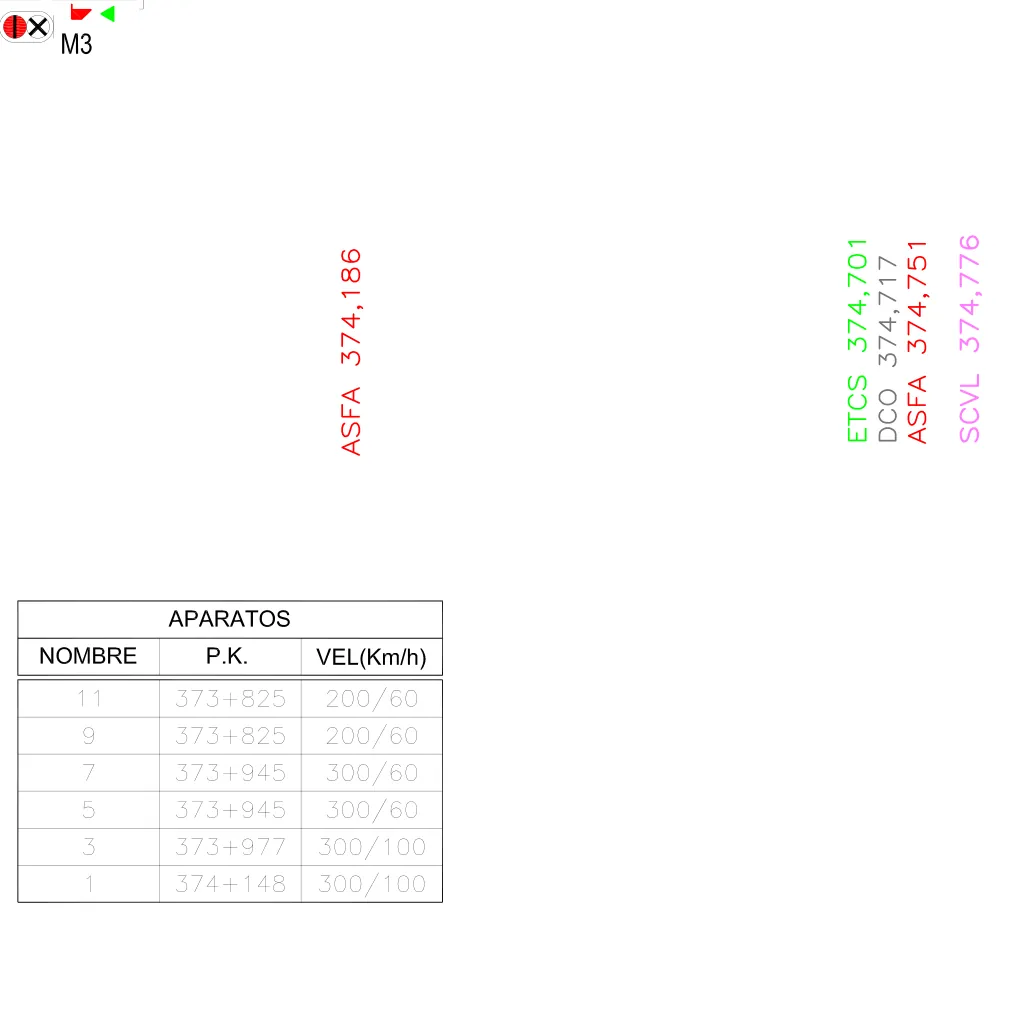 M3
ASFA 374,186
ETCS 374,701
DCO 374,717
ASFA 374,751
SCVL 374,776
APARATOS
NOMBRE P.K. VEL(Km/h)
11 373+825 200/60
9 373+825 200/60
7 373+945 300/60
5 373+945 300/60
3 373+977 300/100
1 374+148 300/100